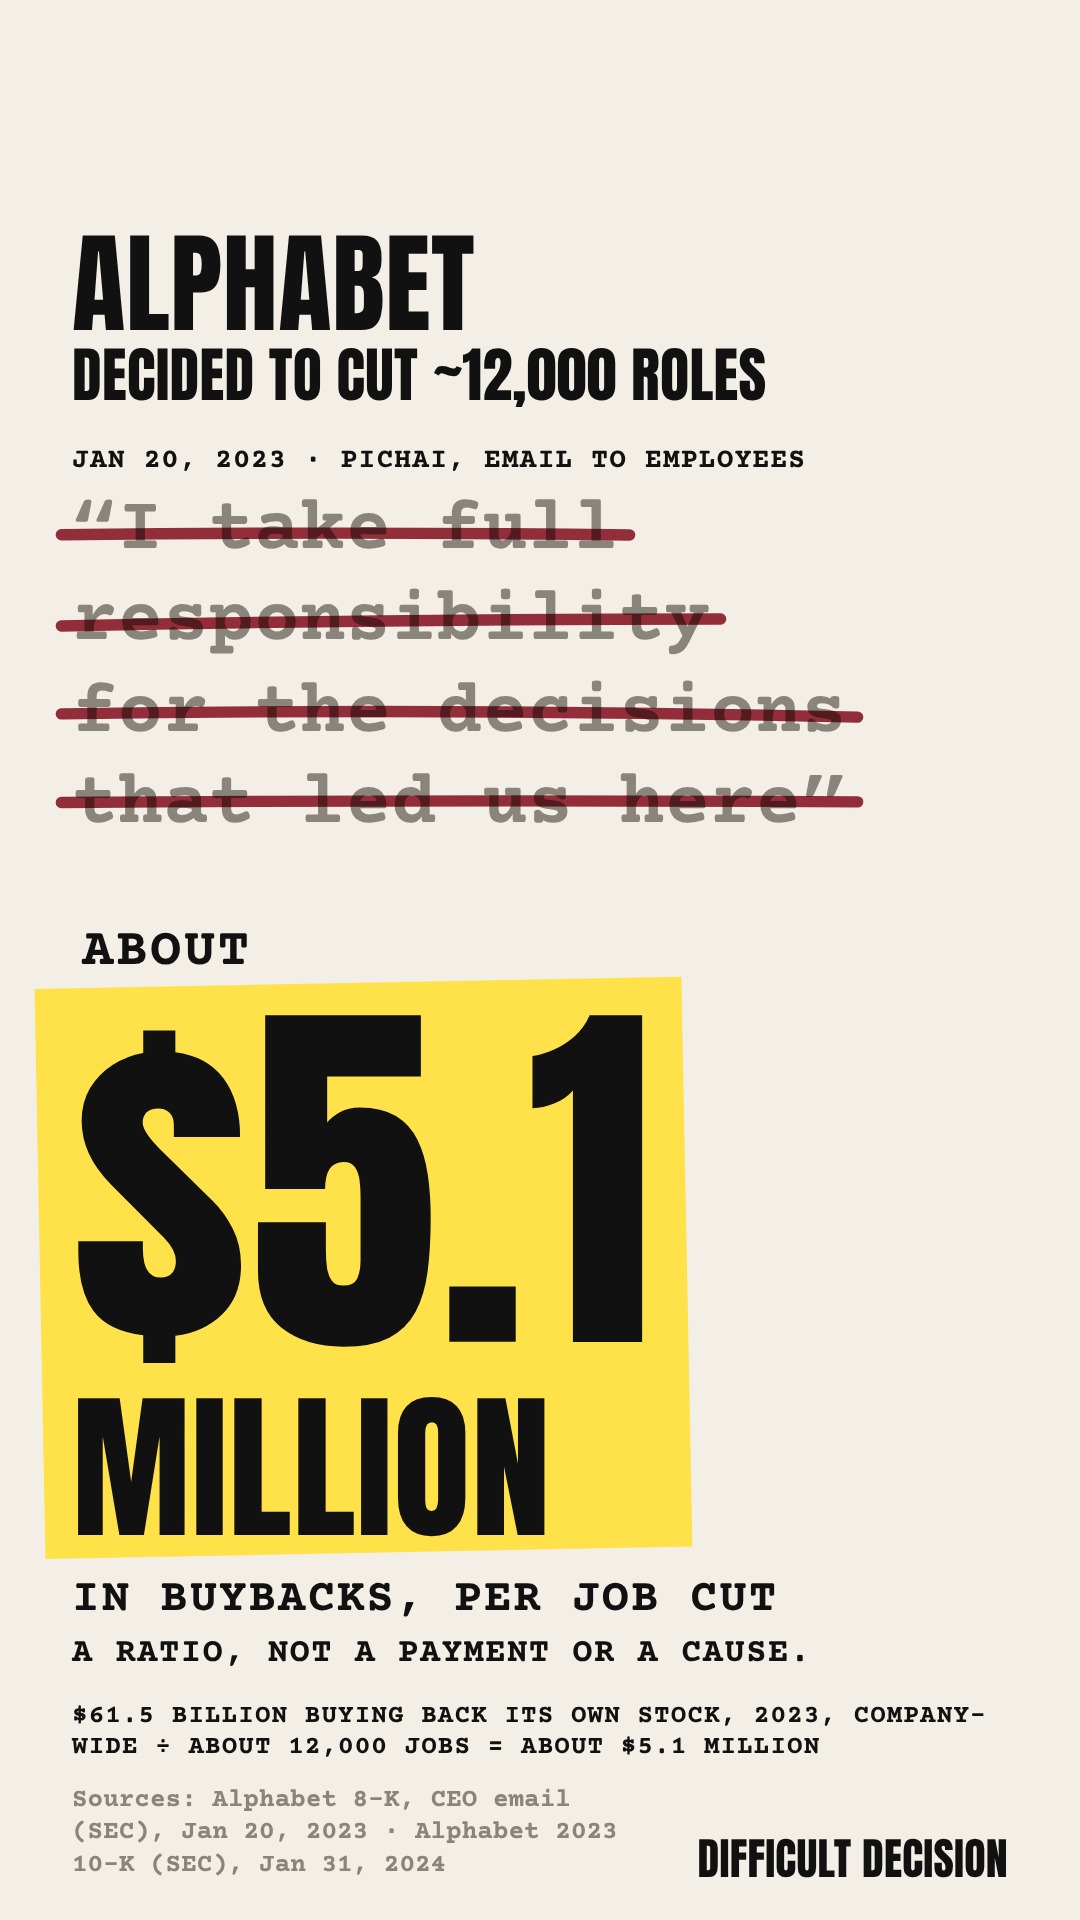 ALPHABET
DECIDED TO CUT ~12,000 ROLES
JAN 20, 2023 · PICHAI, EMAIL TO EMPLOYEES
“I take full
responsibility
for the decisions
that led us here”
ABOUT
$5.1
MILLION
IN BUYBACKS, PER JOB CUT
A RATIO, NOT A PAYMENT OR A CAUSE.
$61.5 BILLION BUYING BACK ITS OWN STOCK, 2023, COMPANY-
WIDE ÷ ABOUT 12,000 JOBS = ABOUT $5.1 MILLION
Sources: Alphabet 8-K, CEO email
(SEC), Jan 20, 2023 · Alphabet 2023
10-K (SEC), Jan 31, 2024
DIFFICULT DECISION